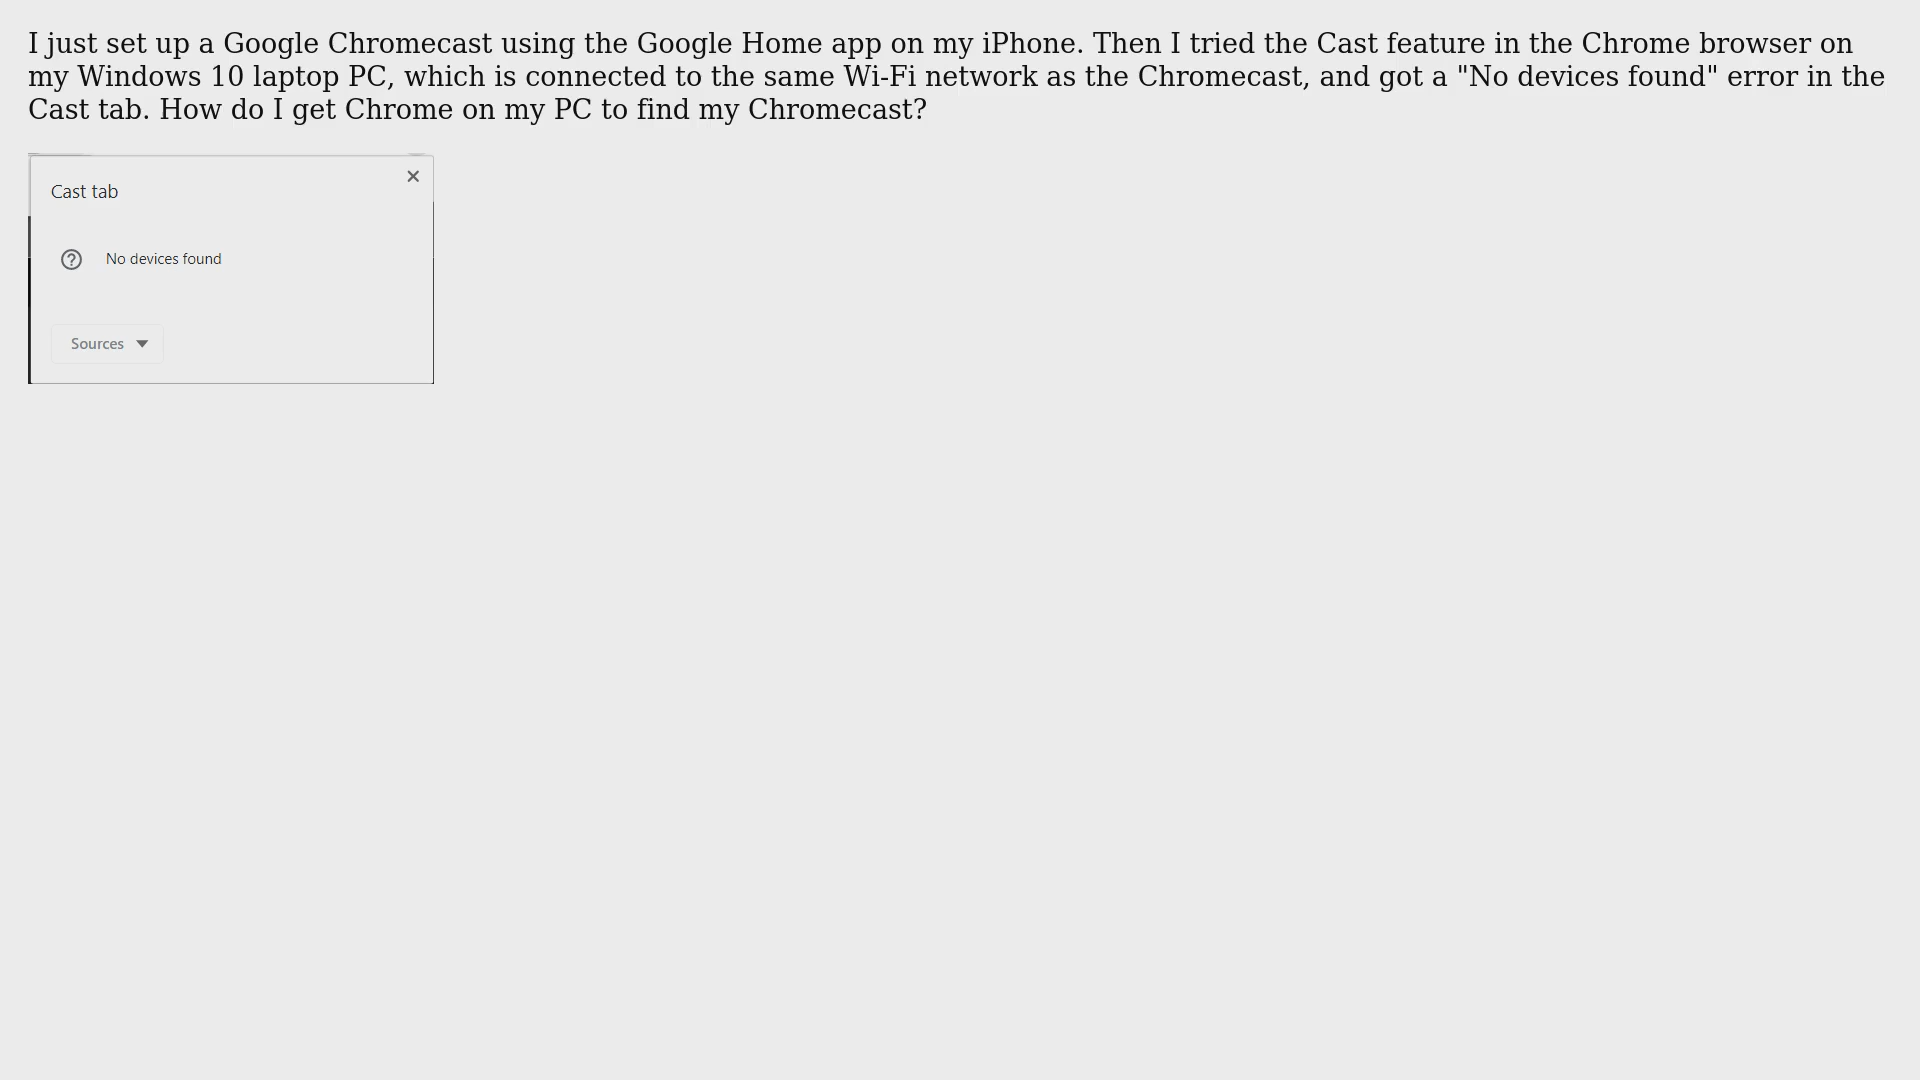 I just set up a Google Chromecast using the Google Home app on my iPhone. Then I tried the Cast feature in the Chrome browser on
my Windows 10 laptop PC, which is connected to the same Wi-Fi network as the Chromecast, and got a "No devices found" error in the
Cast tab. How do I get Chrome on my PC to find my Chromecast?
Cast tab
No devices found
Sources